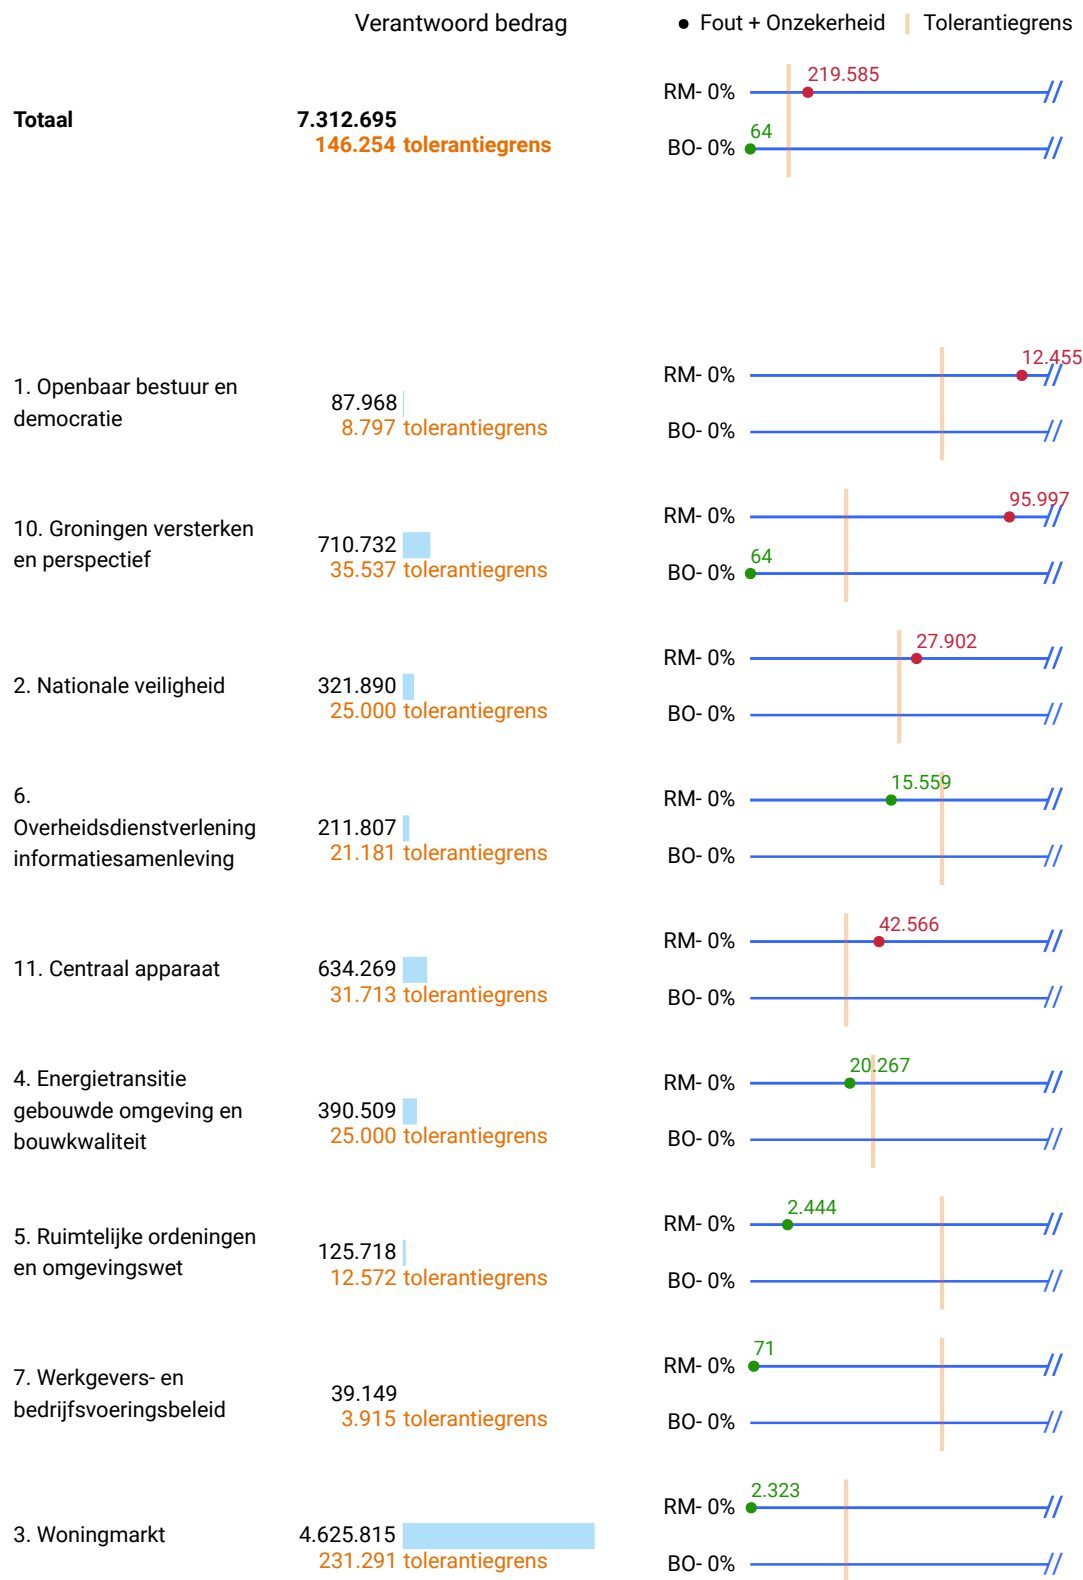 Verantwoord bedrag
Fout + Onzekerheid
Tolerantiegrens
Totaal
7.312.695
146.254 tolerantiegrens
RM- 0%
219.585
BO- 0%
64
1. Openbaar bestuur en
democratie
87.968
8.797 tolerantiegrens
RM- 0%
12.455
BO- 0%
10. Groningen versterken
en perspectief
710.732
35.537 tolerantiegrens
RM- 0%
95.997
BO- 0%
64
2. Nationale veiligheid
321.890
25.000 tolerantiegrens
RM- 0%
27.902
BO- 0%
6.
Overheidsdienstverlening
informatiesamenleving
211.807
21.181 tolerantiegrens
RM- 0%
15.559
BO- 0%
11. Centraal apparaat
634.269
31.713 tolerantiegrens
RM- 0%
42.566
BO- 0%
4. Energietransitie
gebouwde omgeving en
bouwkwaliteit
390.509
25.000 tolerantiegrens
RM- 0%
20.267
BO- 0%
5. Ruimtelijke ordeningen
en omgevingswet
125.718
12.572 tolerantiegrens
RM- 0%
2.444
BO- 0%
7. Werkgevers- en
bedrijfsvoeringsbeleid
39.149
3.915 tolerantiegrens
RM- 0%
71
BO- 0%
3. Woningmarkt
4.625.815
231.291 tolerantiegrens
RM- 0%
2.323
BO- 0%